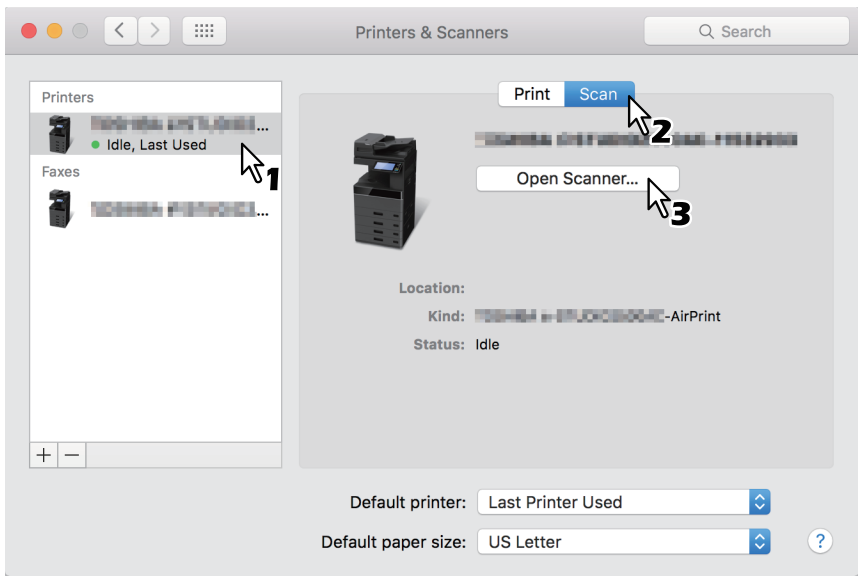 Printers & Scanners
Search
Printers
...
Idle, Last Used
1
Faxes
...
Print Scan
2
Open Scanner...
3
Location:
Kind: -AirPrint
Status: Idle
+ −
Default printer: Last Printer Used
Default paper size: US Letter
?